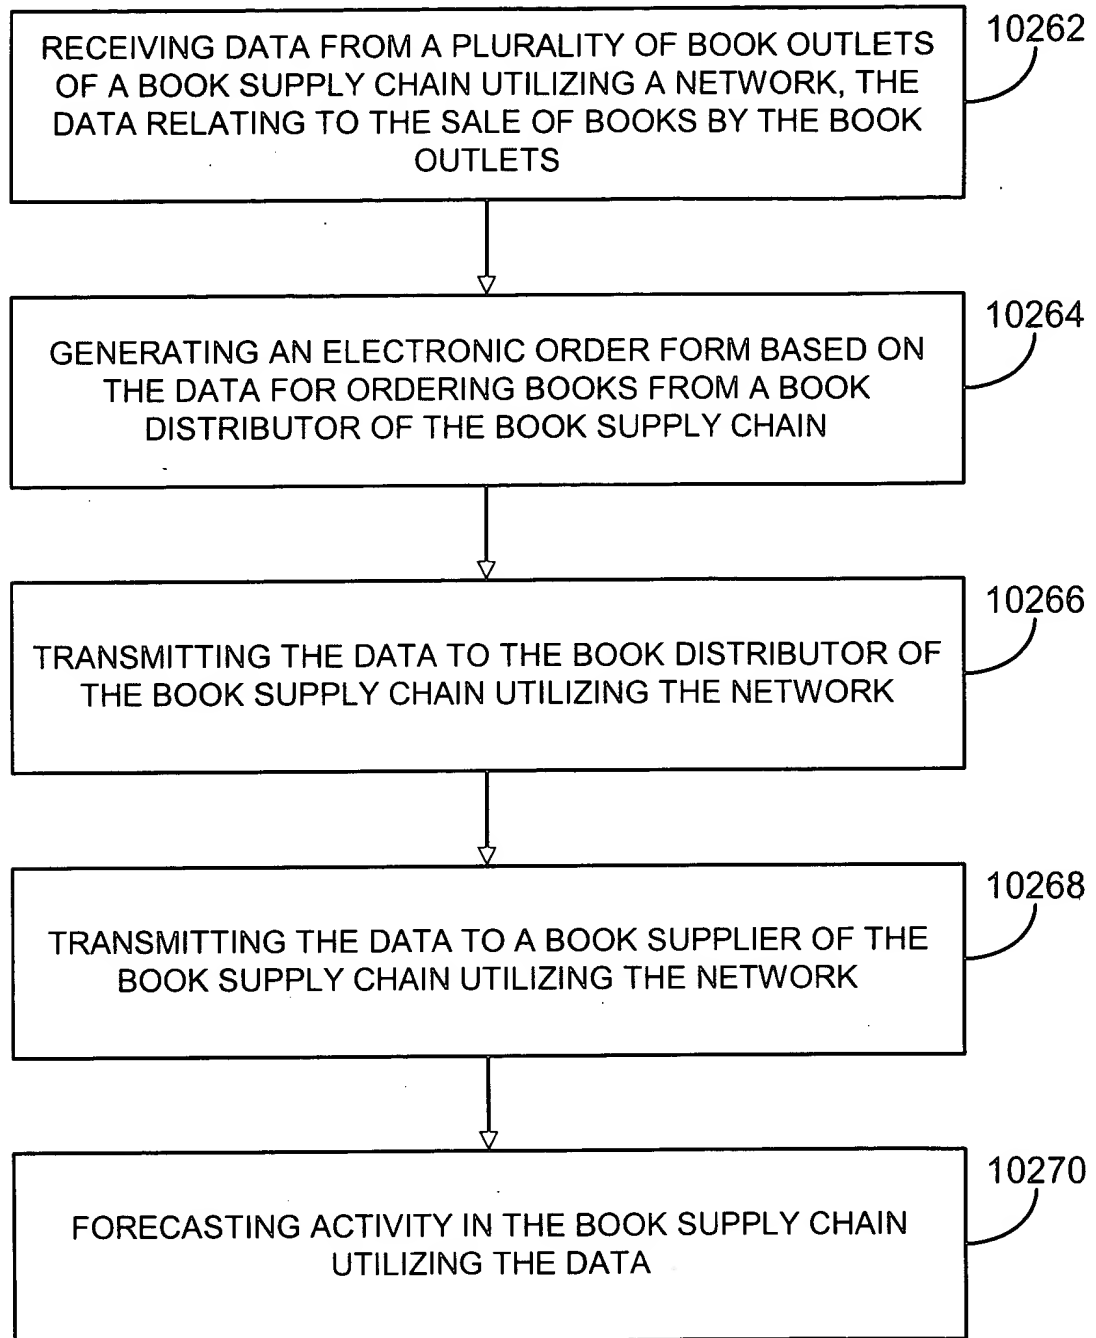 RECEIVING DATA FROM A PLURALITY OF BOOK OUTLETS
OF A BOOK SUPPLY CHAIN UTILIZING A NETWORK, THE
DATA RELATING TO THE SALE OF BOOKS BY THE BOOK
OUTLETS
10262
GENERATING AN ELECTRONIC ORDER FORM BASED ON
THE DATA FOR ORDERING BOOKS FROM A BOOK
DISTRIBUTOR OF THE BOOK SUPPLY CHAIN
10264
TRANSMITTING THE DATA TO THE BOOK DISTRIBUTOR OF
THE BOOK SUPPLY CHAIN UTILIZING THE NETWORK
10266
TRANSMITTING THE DATA TO A BOOK SUPPLIER OF THE
BOOK SUPPLY CHAIN UTILIZING THE NETWORK
10268
FORECASTING ACTIVITY IN THE BOOK SUPPLY CHAIN
UTILIZING THE DATA
10270